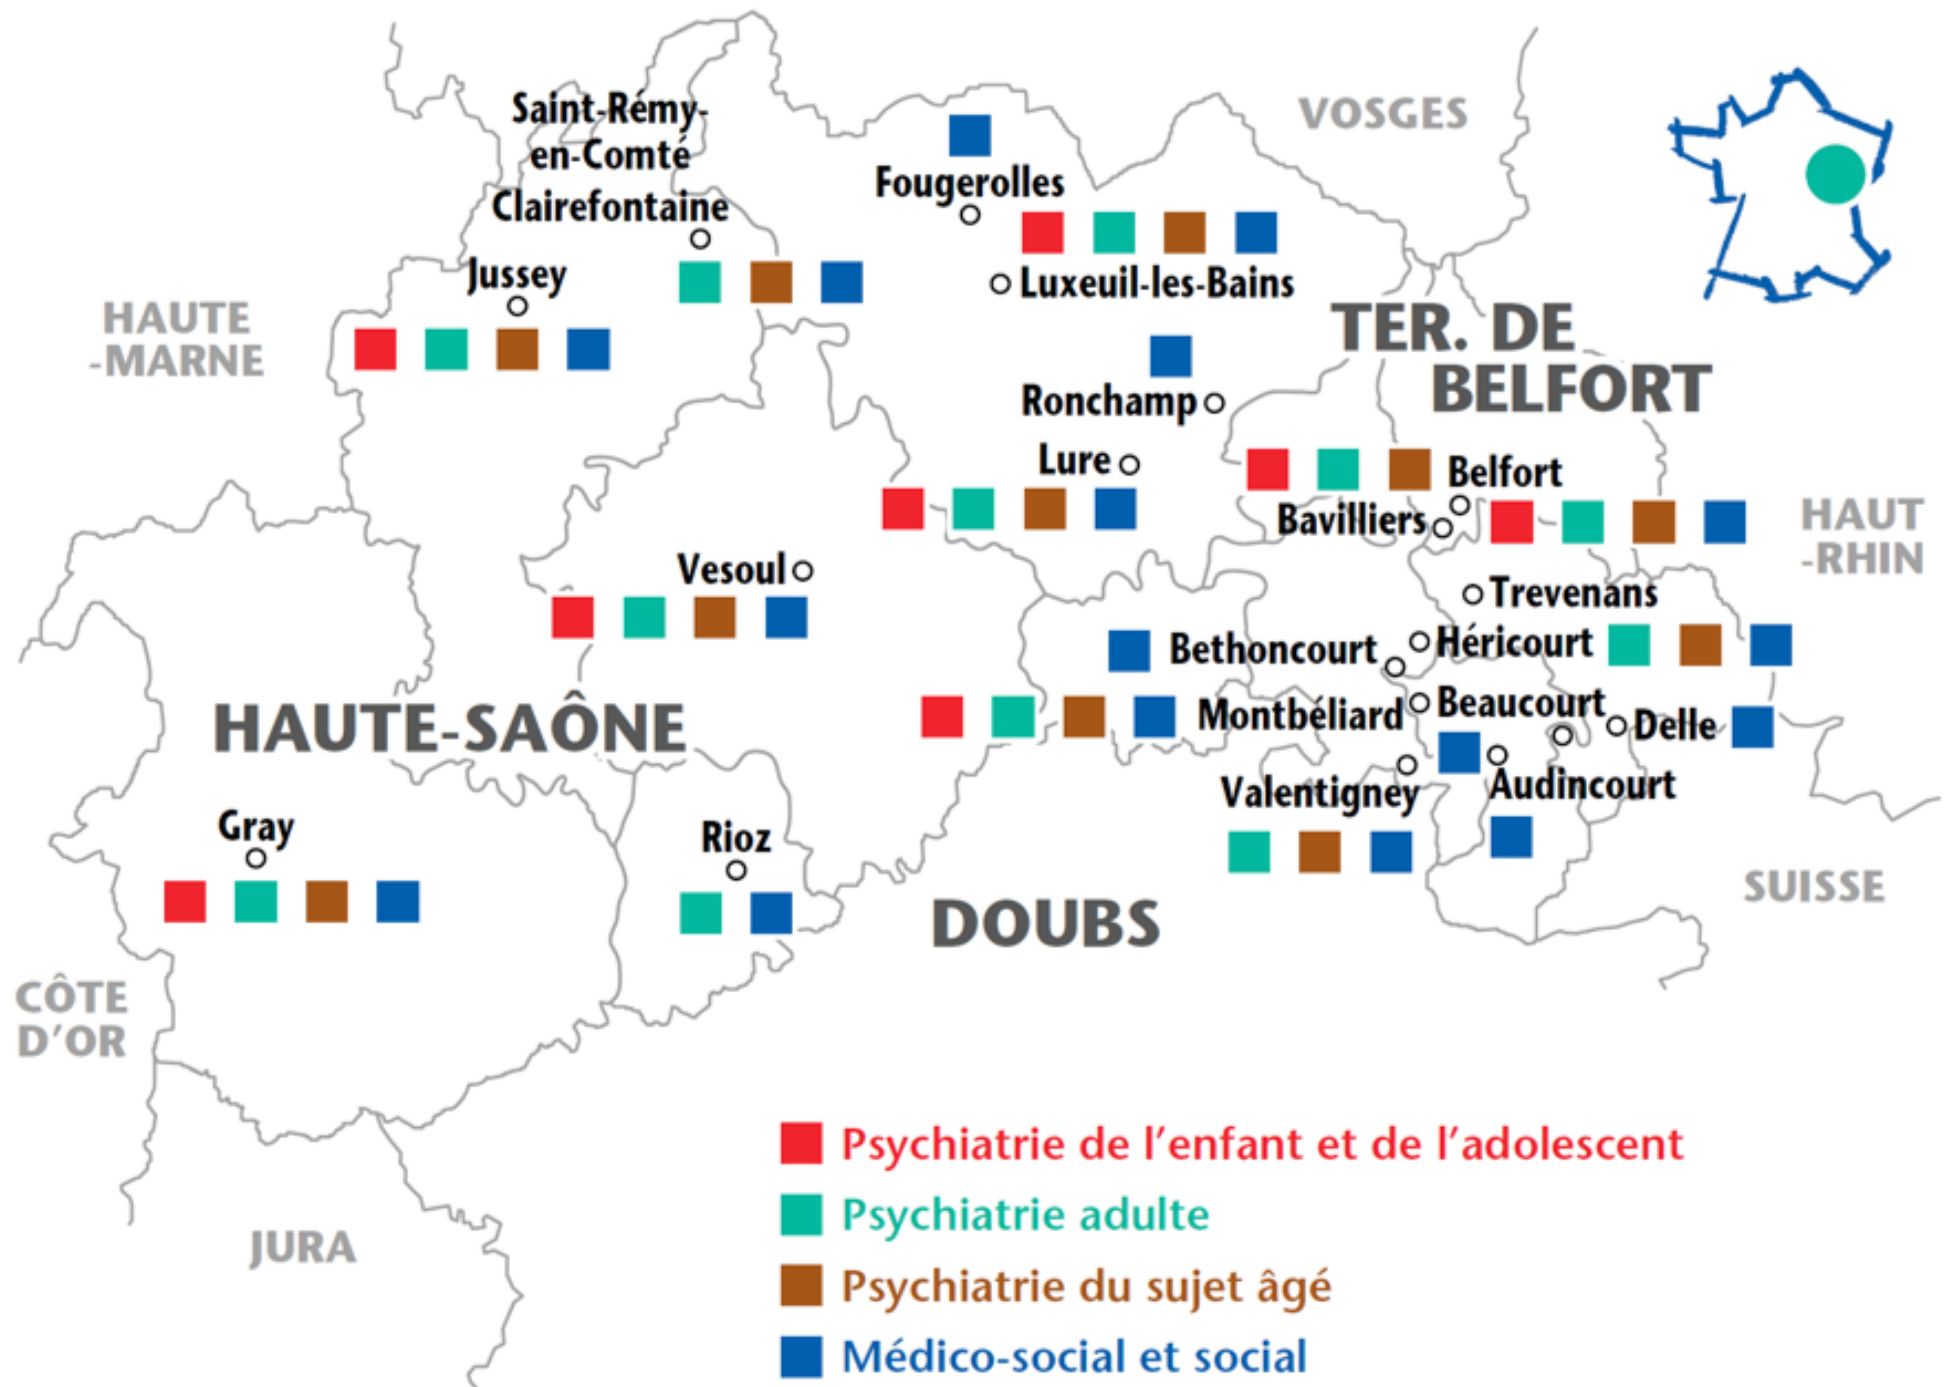 VOSGES
Saint-Rémy-
en-Comté
Clairefontaine
Fougerolles
Jussey
Luxeuil-les-Bains
HAUTE
-MARNE
TER. DE
BELFORT
Ronchamp
Lure
Belfort
Bavilliers
HAUT
-RHIN
Vesoul
Trevenans
Bethoncourt
Héricourt
HAUTE-SAÔNE
Montbéliard
Beaucourt
Delle
Valentigney
Audincourt
Gray
Rioz
SUISSE
DOUBS
CÔTE
D'OR
JURA
Psychiatrie de l'enfant et de l'adolescent
Psychiatrie adulte
Psychiatrie du sujet âgé
Médico-social et social